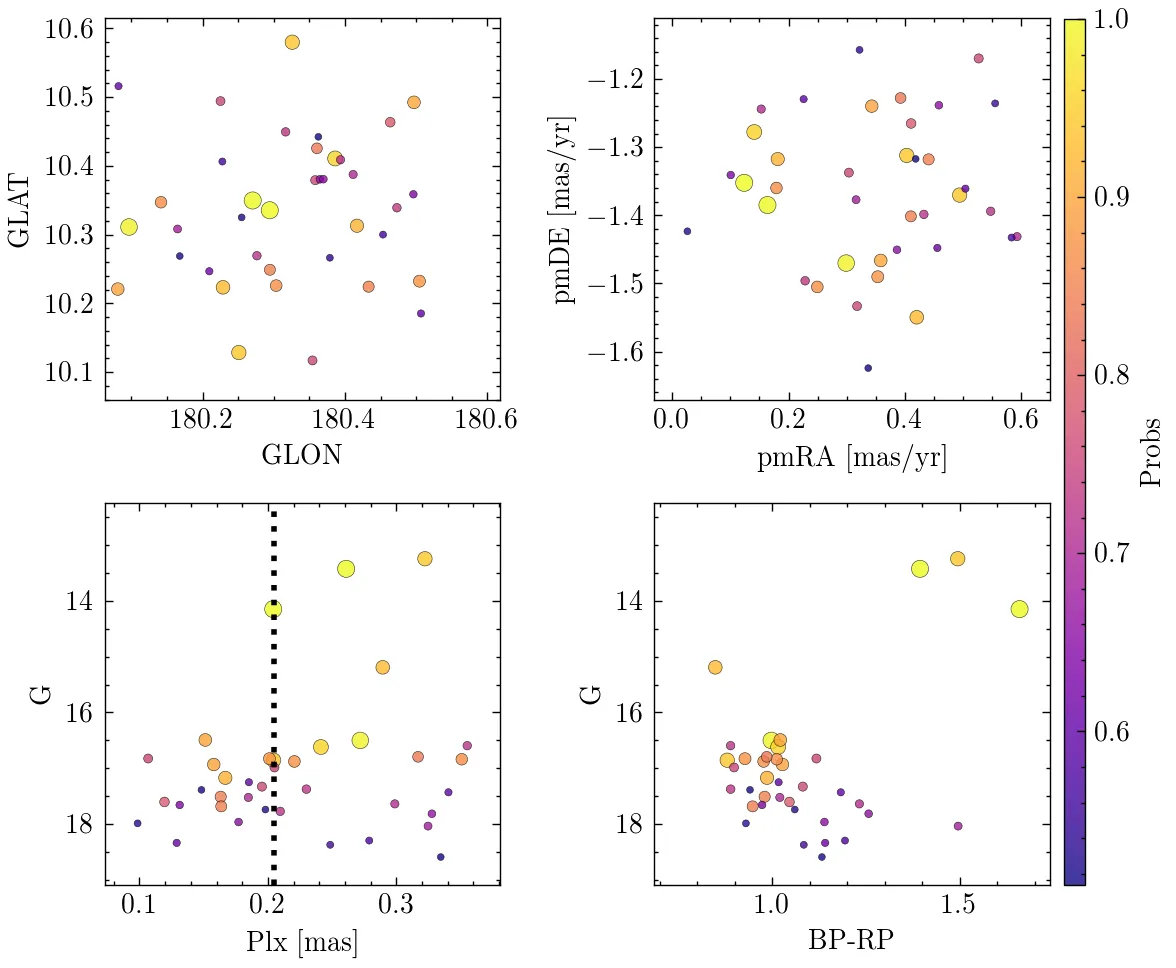 10.6
10.5
10.4
10.3
10.2
10.1
GLAT
180.2 180.4 180.6
GLON
−1.2
−1.3
−1.4
−1.5
−1.6
pmDE [mas/yr]
0.0 0.2 0.4 0.6
pmRA [mas/yr]
14
16
18
G
0.1 0.2 0.3
Plx [mas]
14
16
18
G
1.0 1.5
BP-RP
1.0
0.9
0.8
0.7
0.6
Probs